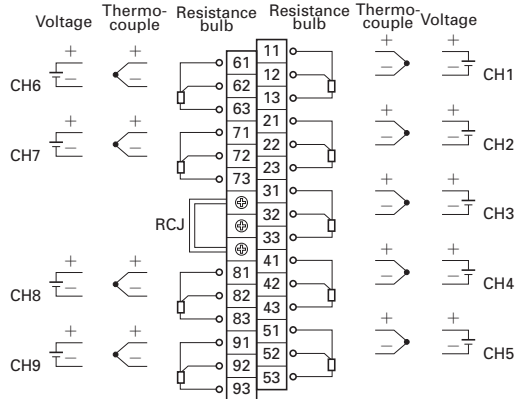 Voltage Thermo-couple Resistance bulb Resistance bulb Thermo-couple Voltage
CH6 + − + − 61 62 63
CH7 + − + − 71 72 73
RCJ
CH8 + − + − 81 82 83
CH9 + − + − 91 92 93
11 12 13 + − + − CH1
21 22 23 + − + − CH2
31 32 33 + − + − CH3
41 42 43 + − + − CH4
51 52 53 + − + − CH5